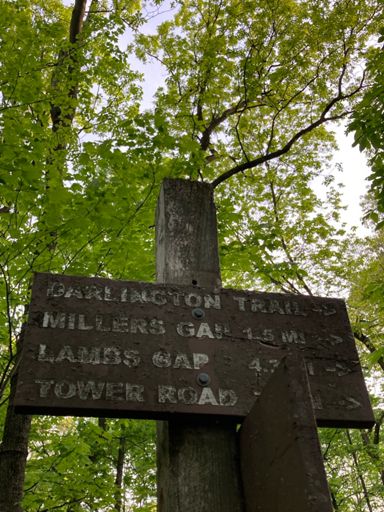 DARLINGTON TRAIL →
MILLERS GAP 1.5 MI →
LAMBS GAP →
TOWER ROAD →